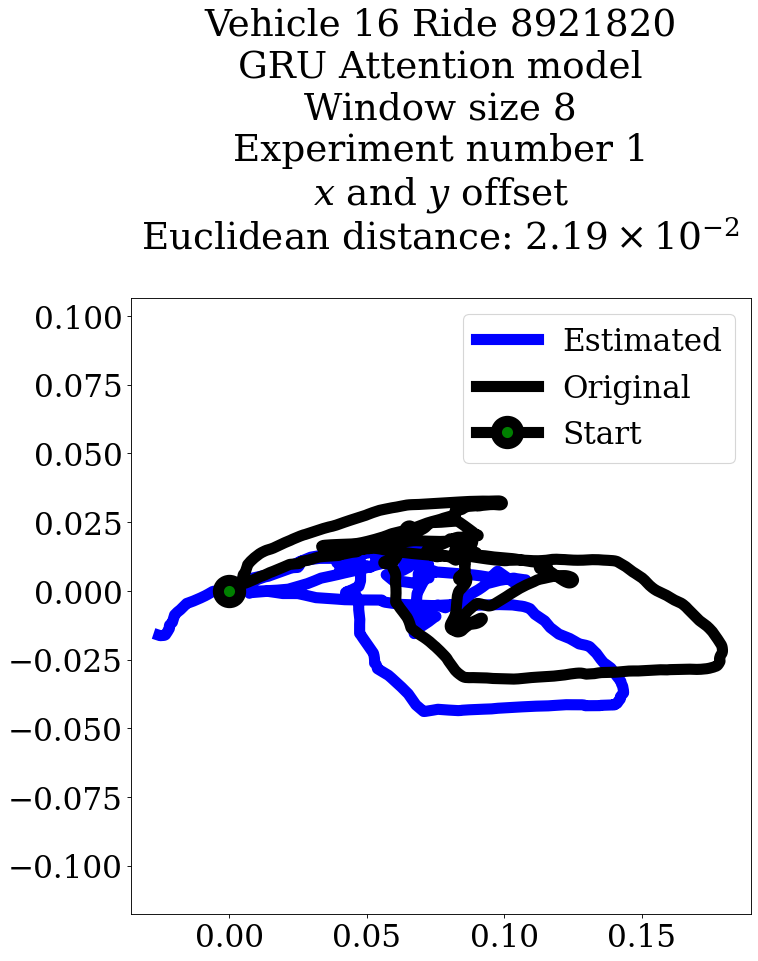 Vehicle 16 Ride 8921820
GRU Attention model
Window size 8
Experiment number 1
x and y offset
Euclidean distance: 2.19 × 10⁻²
Estimated
Original
Start
0.100
0.075
0.050
0.025
0.000
−0.025
−0.050
−0.075
−0.100
0.00 0.05 0.10 0.15